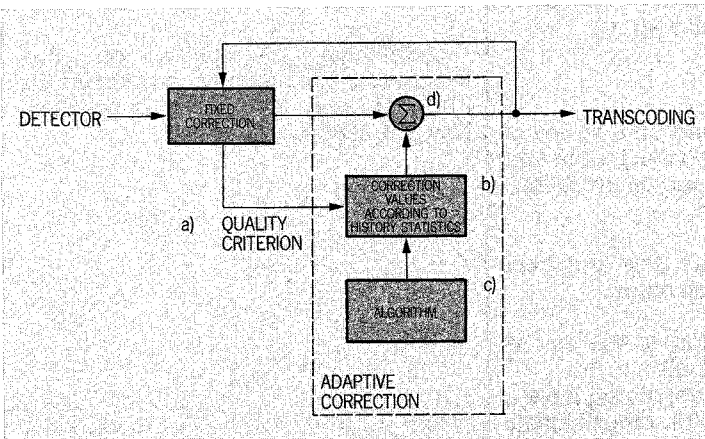 d)
DETECTOR
FIXED
CORRECTION
Σ
TRANSCODING
CORRECTION
VALUES
ACCORDING TO
HISTORY STATISTICS
b)
a)
QUALITY
CRITERION
c)
ALGORITHM
ADAPTIVE
CORRECTION